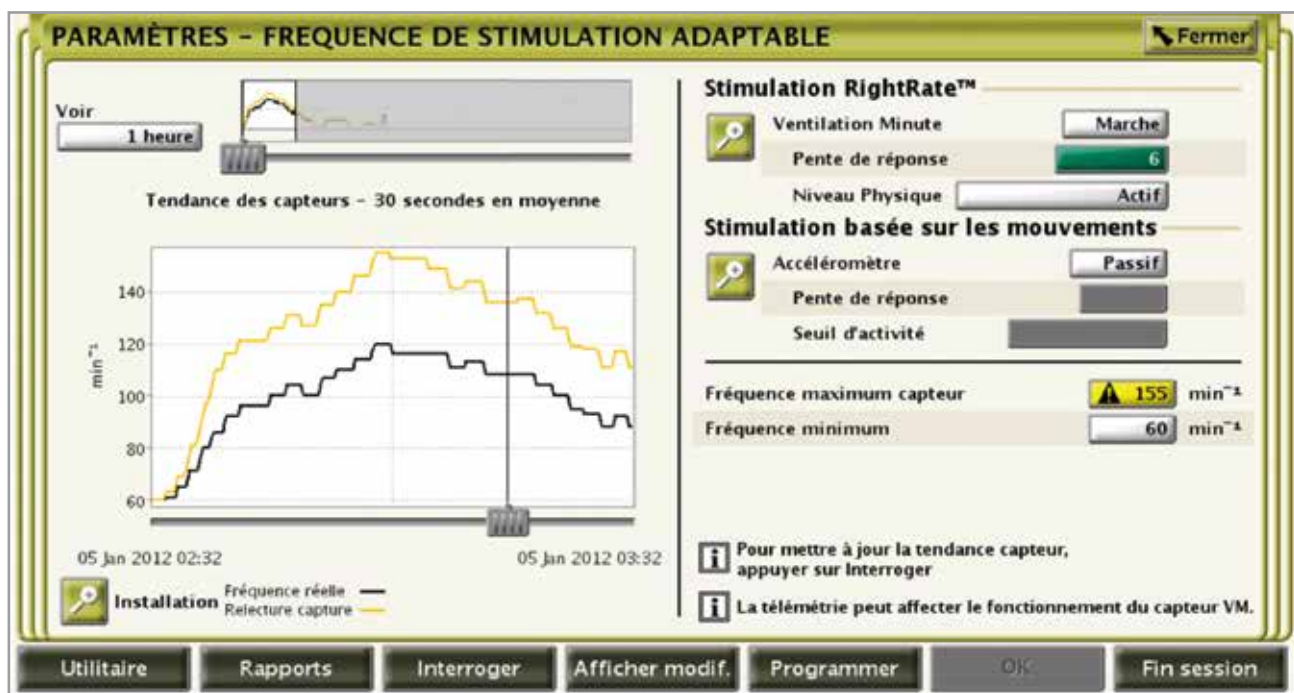 PARAMÈTRES - FREQUENCE DE STIMULATION ADAPTABLE
Fermer
Voir
1 heure
Tendance des capteurs - 30 secondes en moyenne
min⁻¹
140
120
100
80
60
05 Jan 2012 02:32
05 Jan 2012 03:32
Installation
Fréquence réelle
Relecture capture
Stimulation RightRate™
Ventilation Minute
Marche
Pente de réponse
6
Niveau Physique
Actif
Stimulation basée sur les mouvements
Accéléromètre
Passif
Pente de réponse
Seuil d'activité
Fréquence maximum capteur
155 min⁻¹
Fréquence minimum
60 min⁻¹
i Pour mettre à jour la tendance capteur,
appuyer sur Interroger
i La télémétrie peut affecter le fonctionnement du capteur VM.
Utilitaire
Rapports
Interroger
Afficher modif.
Programmer
OK
Fin session